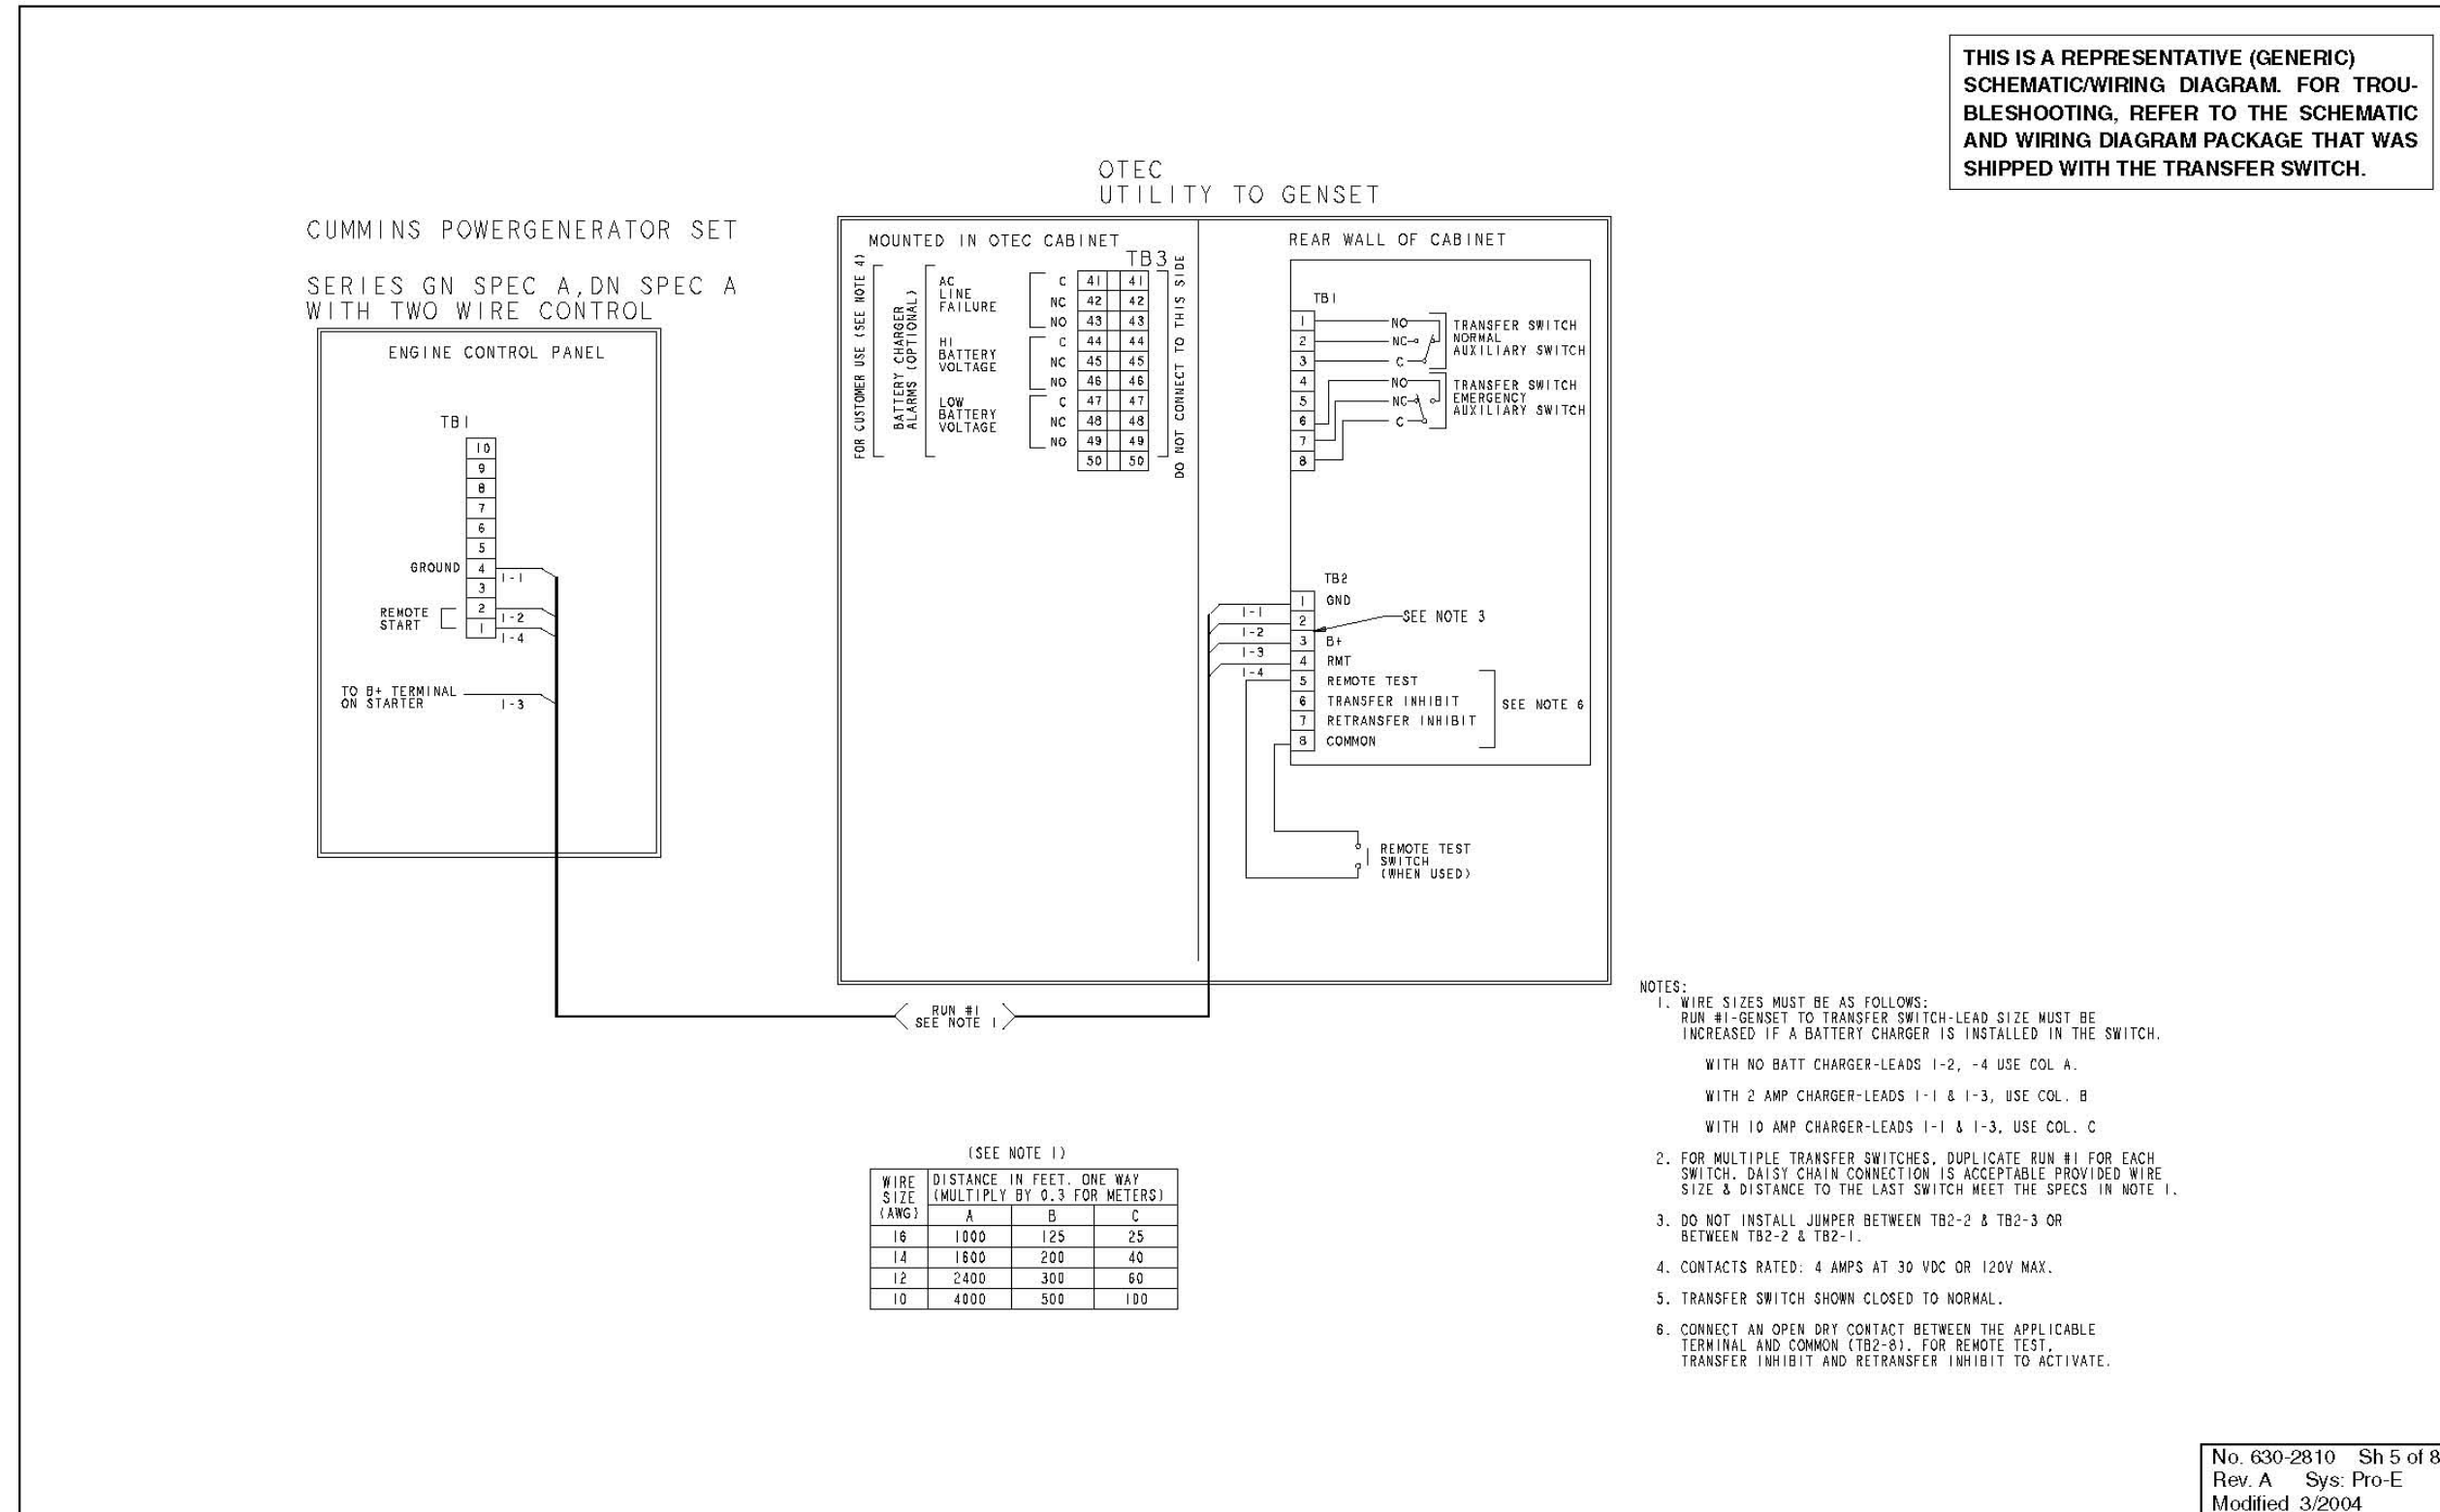 THIS IS A REPRESENTATIVE (GENERIC)
SCHEMATIC/WIRING DIAGRAM. FOR TROU-
BLESHOOTING, REFER TO THE SCHEMATIC
AND WIRING DIAGRAM PACKAGE THAT WAS
SHIPPED WITH THE TRANSFER SWITCH.
OTEC
UTILITY TO GENSET
CUMMINS POWERGENERATOR SET
SERIES GN SPEC A,DN SPEC A
WITH TWO WIRE CONTROL
ENGINE CONTROL PANEL
TB1
10
9
8
7
6
5
GROUND 4
1-1
3
REMOTE START 2
1-2
1
1-4
TO B+ TERMINAL
ON STARTER
1-3
MOUNTED IN OTEC CABINET
TB3
FOR CUSTOMER USE (SEE NOTE 4)
BATTERY CHARGER
ALARMS (OPTIONAL)
AC
LINE
FAILURE
C 41 41
NC 42 42
NO 43 43
HI
BATTERY
VOLTAGE
C 44 44
NC 45 45
NO 46 46
LOW
BATTERY
VOLTAGE
C 47 47
NC 48 48
NO 49 49
50 50
DO NOT CONNECT TO THIS SIDE
REAR WALL OF CABINET
TB1
1 NO
2 NC
3 C
TRANSFER SWITCH
NORMAL
AUXILIARY SWITCH
4 NO
5 NC
6 C
7
8
TRANSFER SWITCH
EMERGENCY
AUXILIARY SWITCH
TB2
1-1 1 GND
1-2 2 SEE NOTE 3
1-3 3 B+
1-4 4 RMT
5 REMOTE TEST
6 TRANSFER INHIBIT
7 RETRANSFER INHIBIT
8 COMMON
SEE NOTE 6
REMOTE TEST
SWITCH
(WHEN USED)
RUN #1
SEE NOTE 1
(SEE NOTE 1)
WIRE SIZE (AWG)
DISTANCE IN FEET. ONE WAY
(MULTIPLY BY 0.3 FOR METERS)
A B C
16 1000 125 25
14 1600 200 40
12 2400 300 60
10 4000 500 100
NOTES:
1. WIRE SIZES MUST BE AS FOLLOWS:
RUN #1-GENSET TO TRANSFER SWITCH-LEAD SIZE MUST BE
INCREASED IF A BATTERY CHARGER IS INSTALLED IN THE SWITCH.
WITH NO BATT CHARGER-LEADS 1-2, -4 USE COL A.
WITH 2 AMP CHARGER-LEADS 1-1 & 1-3, USE COL. B
WITH 10 AMP CHARGER-LEADS 1-1 & 1-3, USE COL. C
2. FOR MULTIPLE TRANSFER SWITCHES, DUPLICATE RUN #1 FOR EACH
SWITCH. DAISY CHAIN CONNECTION IS ACCEPTABLE PROVIDED WIRE
SIZE & DISTANCE TO THE LAST SWITCH MEET THE SPECS IN NOTE 1.
3. DO NOT INSTALL JUMPER BETWEEN TB2-2 & TB2-3 OR
BETWEEN TB2-2 & TB2-1.
4. CONTACTS RATED: 4 AMPS AT 30 VDC OR 120V MAX.
5. TRANSFER SWITCH SHOWN CLOSED TO NORMAL.
6. CONNECT AN OPEN DRY CONTACT BETWEEN THE APPLICABLE
TERMINAL AND COMMON (TB2-8). FOR REMOTE TEST,
TRANSFER INHIBIT AND RETRANSFER INHIBIT TO ACTIVATE.
No. 630-2810 Sh 5 of 8
Rev. A Sys: Pro-E
Modified 3/2004